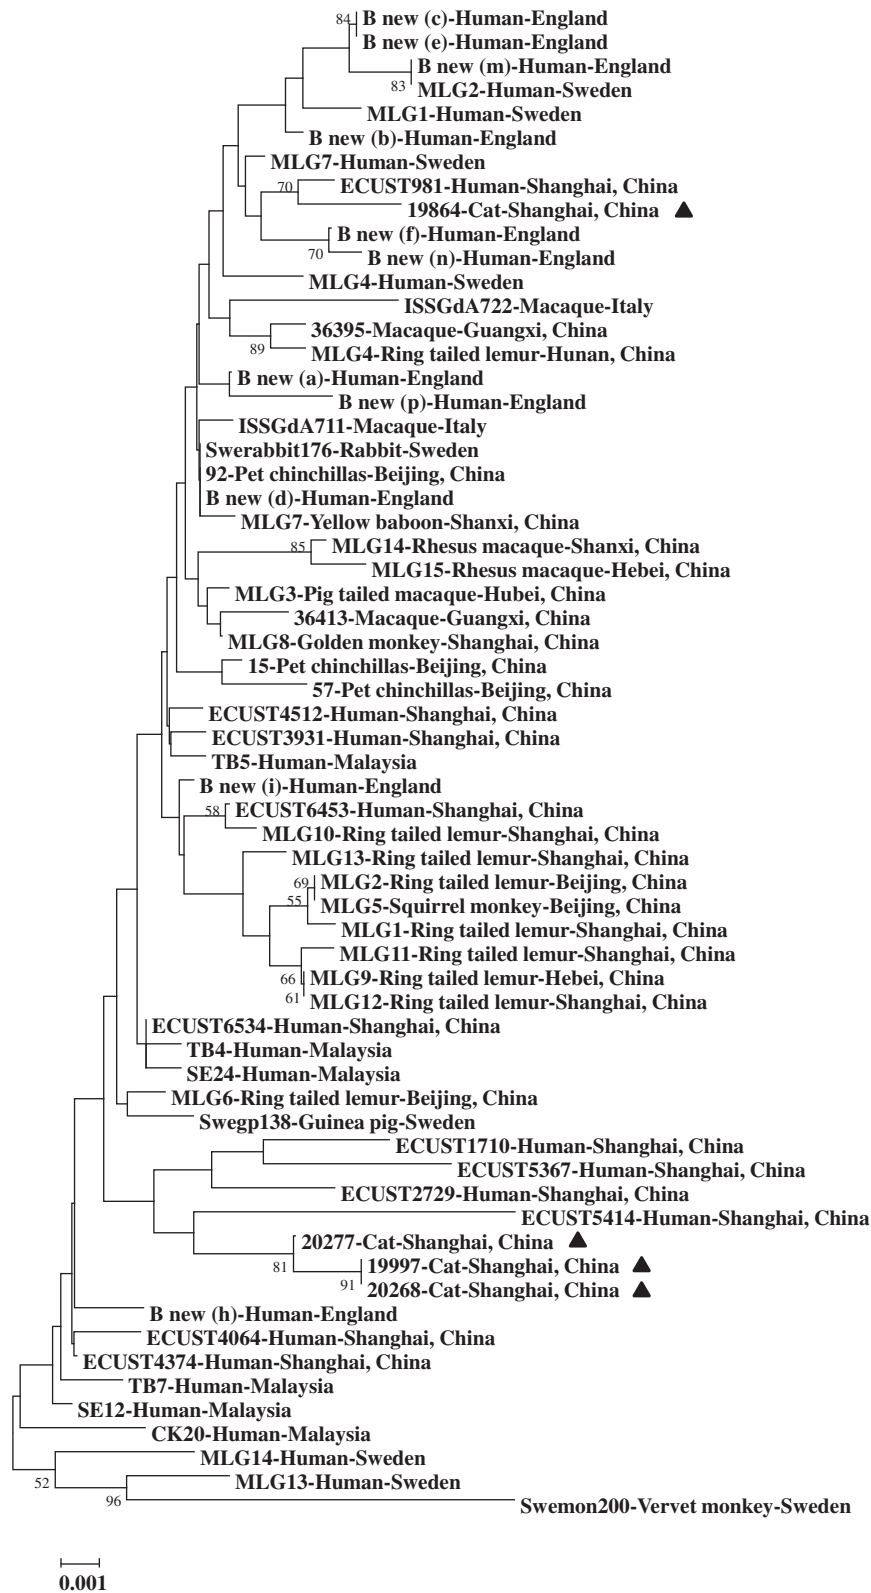 84 B new (c)-Human-England
B new (e)-Human-England
B new (m)-Human-England
83 MLG2-Human-Sweden
MLG1-Human-Sweden
B new (b)-Human-England
MLG7-Human-Sweden
70 ECUST981-Human-Shanghai, China
19864-Cat-Shanghai, China ▲
B new (f)-Human-England
70 B new (n)-Human-England
MLG4-Human-Sweden
ISSGdA722-Macaque-Italy
36395-Macaque-Guangxi, China
89 MLG4-Ring tailed lemur-Hunan, China
B new (a)-Human-England
B new (p)-Human-England
ISSGdA711-Macaque-Italy
Swerabbit176-Rabbit-Sweden
92-Pet chinchillas-Beijing, China
B new (d)-Human-England
MLG7-Yellow baboon-Shanxi, China
85 MLG14-Rhesus macaque-Shanxi, China
MLG15-Rhesus macaque-Hebei, China
MLG3-Pig tailed macaque-Hubei, China
36413-Macaque-Guangxi, China
MLG8-Golden monkey-Shanghai, China
15-Pet chinchillas-Beijing, China
57-Pet chinchillas-Beijing, China
ECUST4512-Human-Shanghai, China
ECUST3931-Human-Shanghai, China
TB5-Human-Malaysia
B new (i)-Human-England
58 ECUST6453-Human-Shanghai, China
MLG10-Ring tailed lemur-Shanghai, China
MLG13-Ring tailed lemur-Shanghai, China
69 MLG2-Ring tailed lemur-Beijing, China
55 MLG5-Squirrel monkey-Beijing, China
MLG1-Ring tailed lemur-Shanghai, China
MLG11-Ring tailed lemur-Shanghai, China
66 MLG9-Ring tailed lemur-Hebei, China
61 MLG12-Ring tailed lemur-Shanghai, China
ECUST6534-Human-Shanghai, China
TB4-Human-Malaysia
SE24-Human-Malaysia
MLG6-Ring tailed lemur-Beijing, China
Swegp138-Guinea pig-Sweden
ECUST1710-Human-Shanghai, China
ECUST5367-Human-Shanghai, China
ECUST2729-Human-Shanghai, China
ECUST5414-Human-Shanghai, China
20277-Cat-Shanghai, China ▲
81 19997-Cat-Shanghai, China ▲
91 20268-Cat-Shanghai, China ▲
B new (h)-Human-England
ECUST4064-Human-Shanghai, China
ECUST4374-Human-Shanghai, China
TB7-Human-Malaysia
SE12-Human-Malaysia
CK20-Human-Malaysia
MLG14-Human-Sweden
52 MLG13-Human-Sweden
96 Swemon200-Vervet monkey-Sweden
0.001